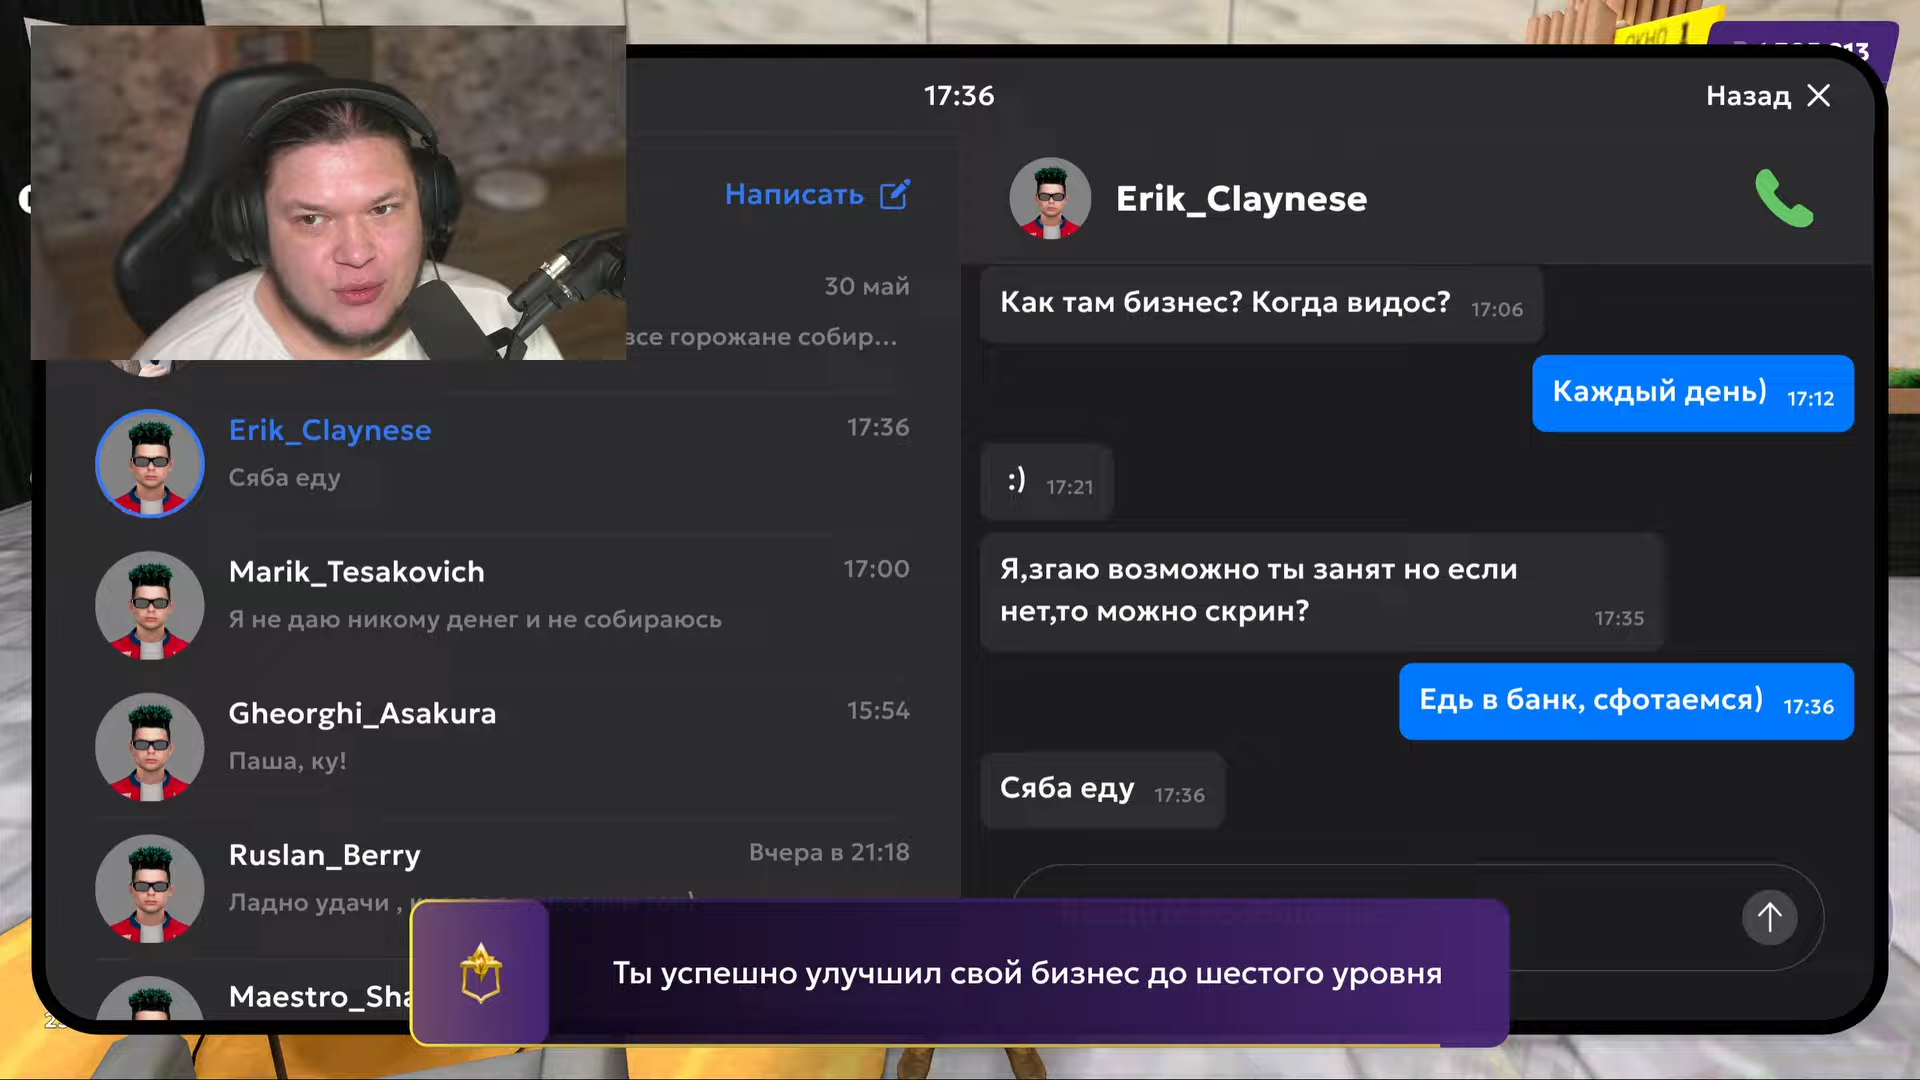 ОКНО 1
17:36
Назад
Написать
30 май
все горожане собир...
Erik_Claynese
17:36
Сяба еду
Marik_Tesakovich
17:00
Я не даю никому денег и не собираюсь
Gheorghi_Asakura
15:54
Паша, ку!
Ruslan_Berry
Вчера в 21:18
Ладно удачи ,
Maestro_Sha
Erik_Claynese
Как там бизнес? Когда видос? 17:06
Каждый день) 17:12
:) 17:21
Я,згаю возможно ты занят но если
нет,то можно скрин? 17:35
Едь в банк, сфотаемся) 17:36
Сяба еду 17:36
Ты успешно улучшил свой бизнес до шестого уровня